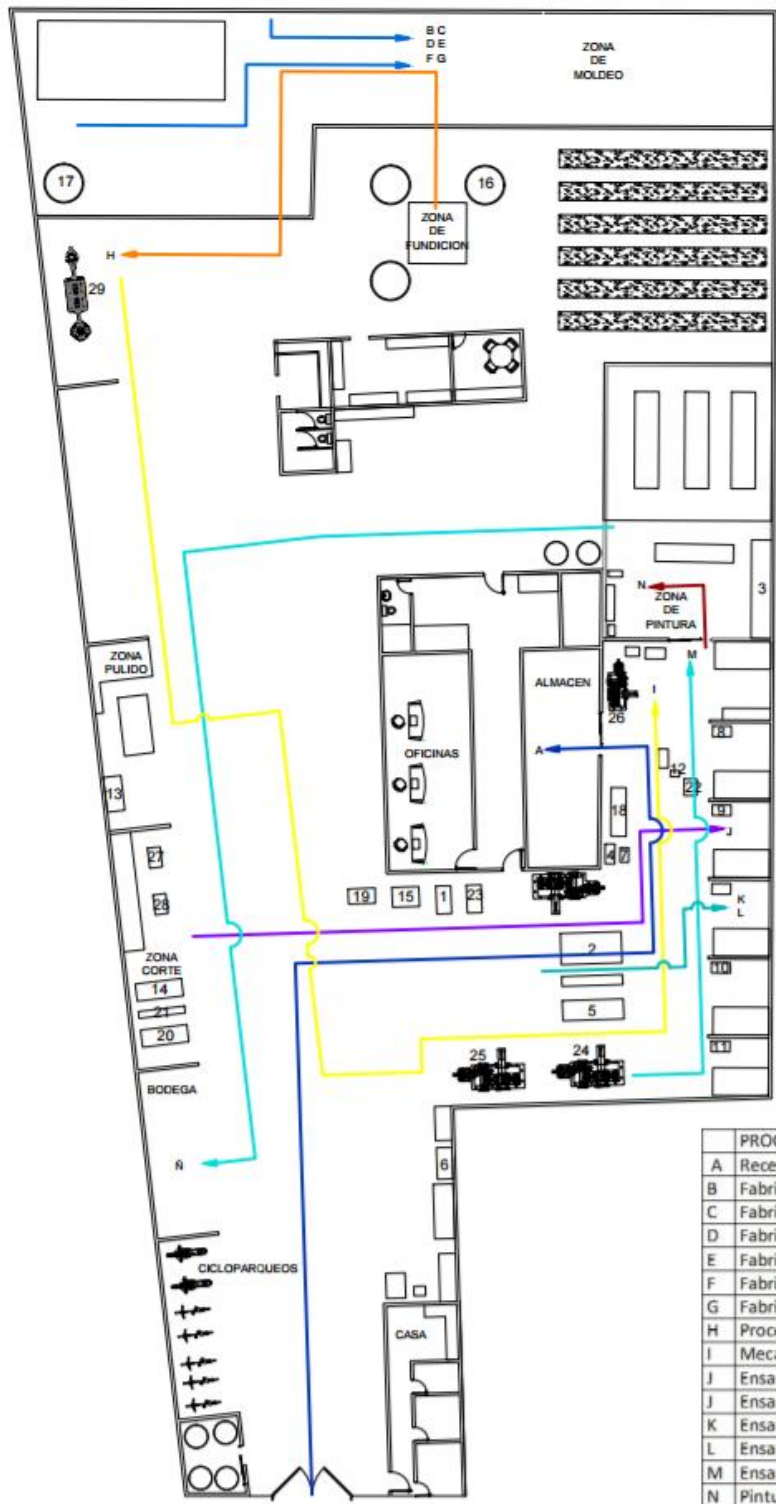 B C
D E
F G
ZONA
DE
MOLDEO
17
16
ZONA
DE
FUNDICION
H
29
N
3
ZONA
DE
PINTURA
ZONA
PULIDO
M
ALMACEN
I
26
8
OFICINAS
A
12
22
13
9
18
J
27
4
7
28
19
15
1
23
K
L
ZONA
CORTE
2
14
10
21
5
20
11
25
24
BODEGA
6
Ñ
CICLOPARQUEOS
CASA
PROC
A Rece
B Fabri
C Fabri
D Fabri
E Fabri
F Fabri
G Fabri
H Proce
I Meca
J Ensa
J Ensa
K Ensa
L Ensa
M Ensa
N Pintu